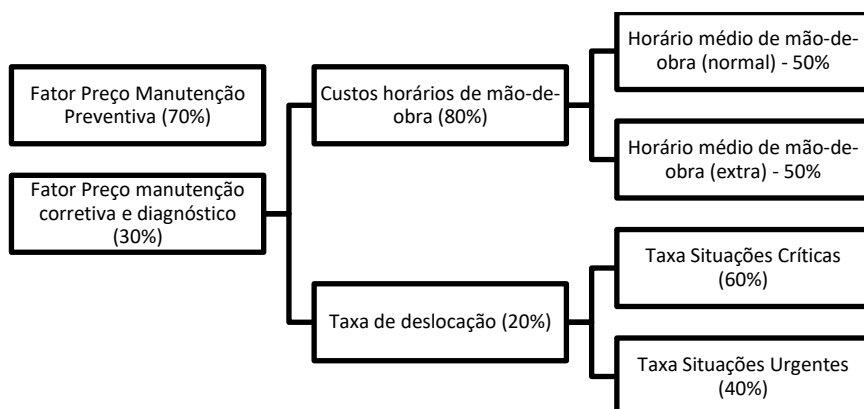 Fator Preço Manutenção
Preventiva (70%)
Fator Preço manutenção
corretiva e diagnóstico
(30%)
Custos horários de mão-de-
obra (80%)
Taxa de deslocação (20%)
Horário médio de mão-de-
obra (normal) - 50%
Horário médio de mão-de-
obra (extra) - 50%
Taxa Situações Críticas
(60%)
Taxa Situações Urgentes
(40%)